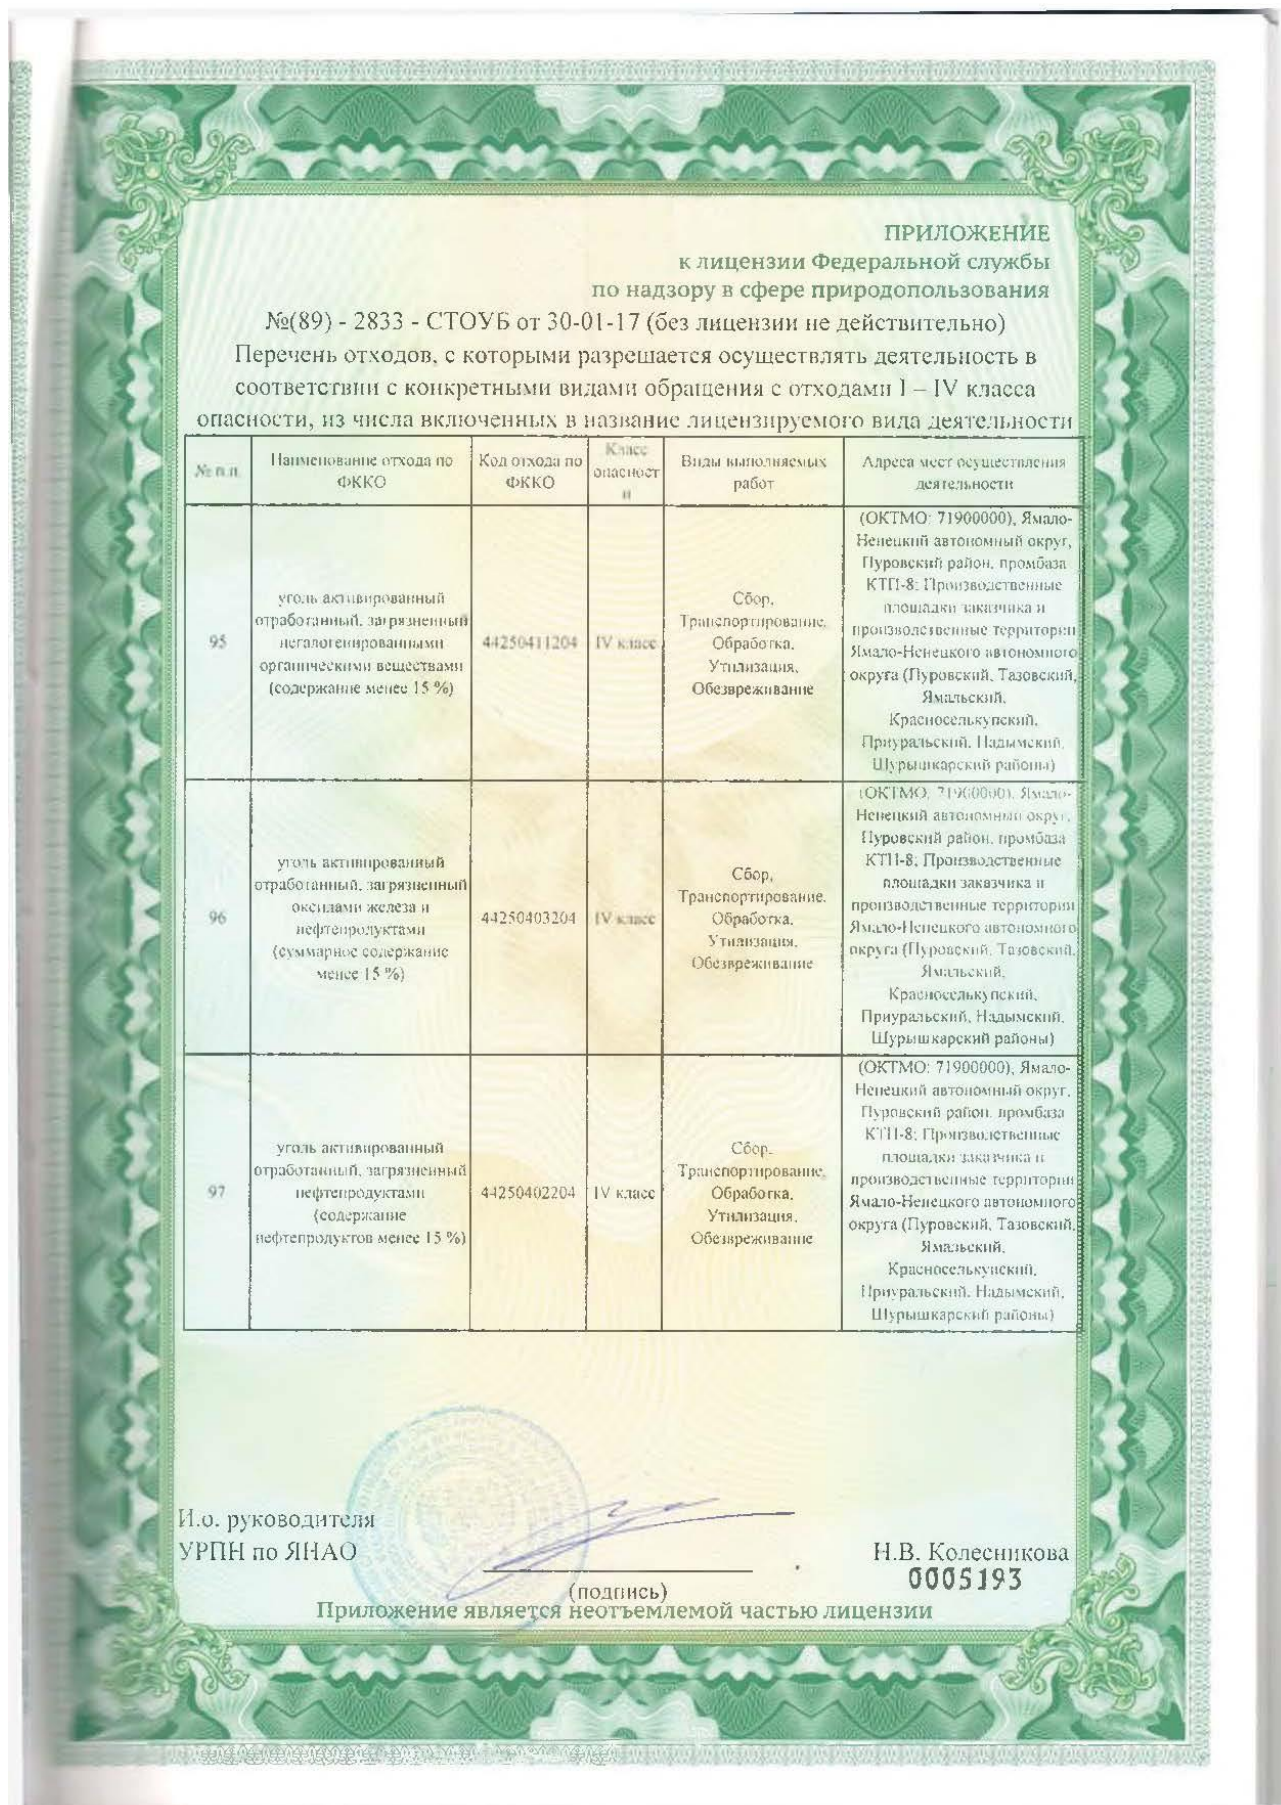 ПРИЛОЖЕНИЕ
к лицензии Федеральной службы
по надзору в сфере природопользования
№(89) - 2833 - СТОУБ от 30-01-17 (без лицензии не действительно)
Перечень отходов, с которыми разрешается осуществлять деятельность в
соответствии с конкретными видами обращения с отходами I – IV класса
опасности, из числа включенных в название лицензируемого вида деятельности
№ п.п.
Наименование отхода по
ФККО
Код отхода по
ФККО
Класс
опасност
и
Виды выполняемых
работ
Адреса мест осуществления
деятельности
95
уголь активированный
отработанный, загрязненный
негалогенированными
органическими веществами
(содержание менее 15 %)
44250411204
IV класс
Сбор,
Транспортирование,
Обработка,
Утилизация,
Обезвреживание
(ОКТМО: 71900000), Ямало-
Ненецкий автономный округ,
Пуровский район, промбаза
КТП-8; Производственные
площадки заказчика и
производственные территории
Ямало-Ненецкого автономного
округа (Пуровский, Тазовский,
Ямальский,
Красноселькупский,
Приуральский, Надымский,
Шурышкарский районы)
96
уголь активированный
отработанный, загрязненный
оксидами железа и
нефтепродуктами
(суммарное содержание
менее 15 %)
44250403204
IV класс
Сбор,
Транспортирование,
Обработка,
Утилизация,
Обезвреживание
(ОКТМО: 71900000), Ямало-
Ненецкий автономный округ,
Пуровский район, промбаза
КТП-8; Производственные
площадки заказчика и
производственные территории
Ямало-Ненецкого автономного
округа (Пуровский, Тазовский,
Ямальский,
Красноселькупский,
Приуральский, Надымский,
Шурышкарский районы)
97
уголь активированный
отработанный, загрязненный
нефтепродуктами
(содержание
нефтепродуктов менее 15 %)
44250402204
IV класс
Сбор,
Транспортирование,
Обработка,
Утилизация,
Обезвреживание
(ОКТМО: 71900000), Ямало-
Ненецкий автономный округ,
Пуровский район, промбаза
КТП-8; Производственные
площадки заказчика и
производственные территории
Ямало-Ненецкого автономного
округа (Пуровский, Тазовский,
Ямальский,
Красноселькупский,
Приуральский, Надымский,
Шурышкарский районы)
И.о. руководителя
УРПН по ЯНАО
Н.В. Колесникова
0005193
(подпись)
Приложение является неотъемлемой частью лицензии